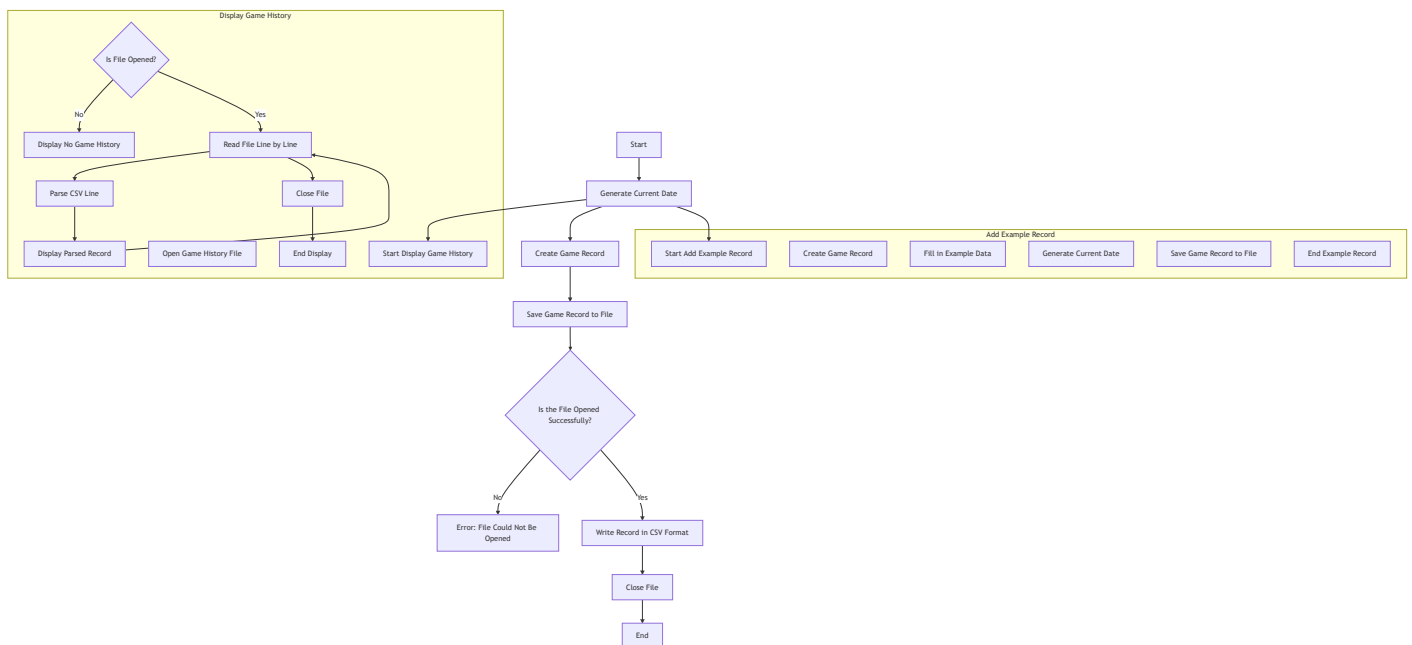 Display Game History
Is File Opened?
No
Yes
Display No Game History
Read File Line by Line
Parse CSV Line
Close File
Display Parsed Record
Open Game History File
End Display
Start Display Game History
Start
Generate Current Date
Create Game Record
Add Example Record
Start Add Example Record
Create Game Record
Fill in Example Data
Generate Current Date
Save Game Record to File
End Example Record
Save Game Record to File
Is the File Opened
Successfully?
No
Yes
Error: File Could Not Be
Opened
Write Record in CSV Format
Close File
End